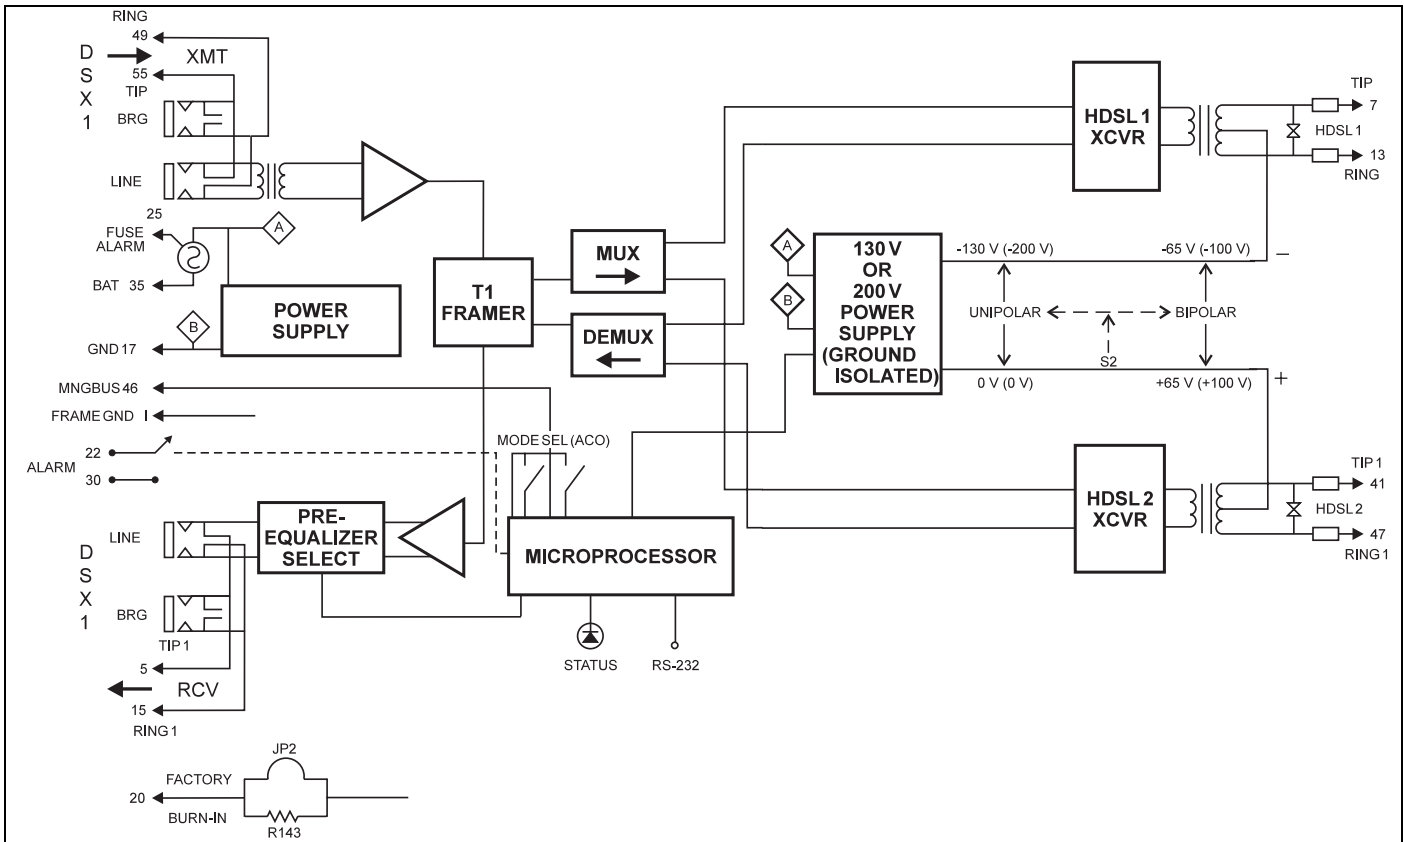 RING
49
DSX1
XMT
55
TIP
BRG
LINE
25
FUSE
ALARM
A
BAT 35
POWER
SUPPLY
B
GND 17
MNGBUS 46
FRAME GND 1
22
ALARM
30
MODE SEL (ACO)
T1
FRAMER
MUX
DEMUX
HDSL 1
XCVR
TIP
7
HDSL 1
13
RING
A
B
130 V
OR
200 V
POWER
SUPPLY
(GROUND
ISOLATED)
-130 V (-200 V)
-65 V (-100 V)
−
UNIPOLAR
BIPOLAR
S2
0 V (0 V)
+65 V (+100 V)
+
HDSL 2
XCVR
TIP 1
41
HDSL 2
47
RING 1
LINE
PRE-
EQUALIZER
SELECT
MICROPROCESSOR
DSX1
BRG
TIP 1
5
RCV
15
RING 1
STATUS
RS-232
JP2
FACTORY
20
BURN-IN
R143